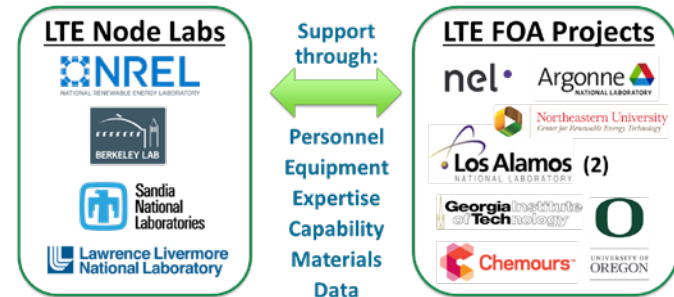 LTE Node Labs
NREL
NATIONAL RENEWABLE ENERGY LABORATORY
BERKELEY LAB
Sandia
National
Laboratories
Lawrence Livermore
National Laboratory
Support
through:
Personnel
Equipment
Expertise
Capability
Materials
Data
LTE FOA Projects
nel
Argonne
NATIONAL LABORATORY
Northeastern University
Center for Renewable Energy Technology
Los Alamos (2)
NATIONAL LABORATORY
Georgia Institute
of Technology
O
UNIVERSITY OF
OREGON
Chemours™